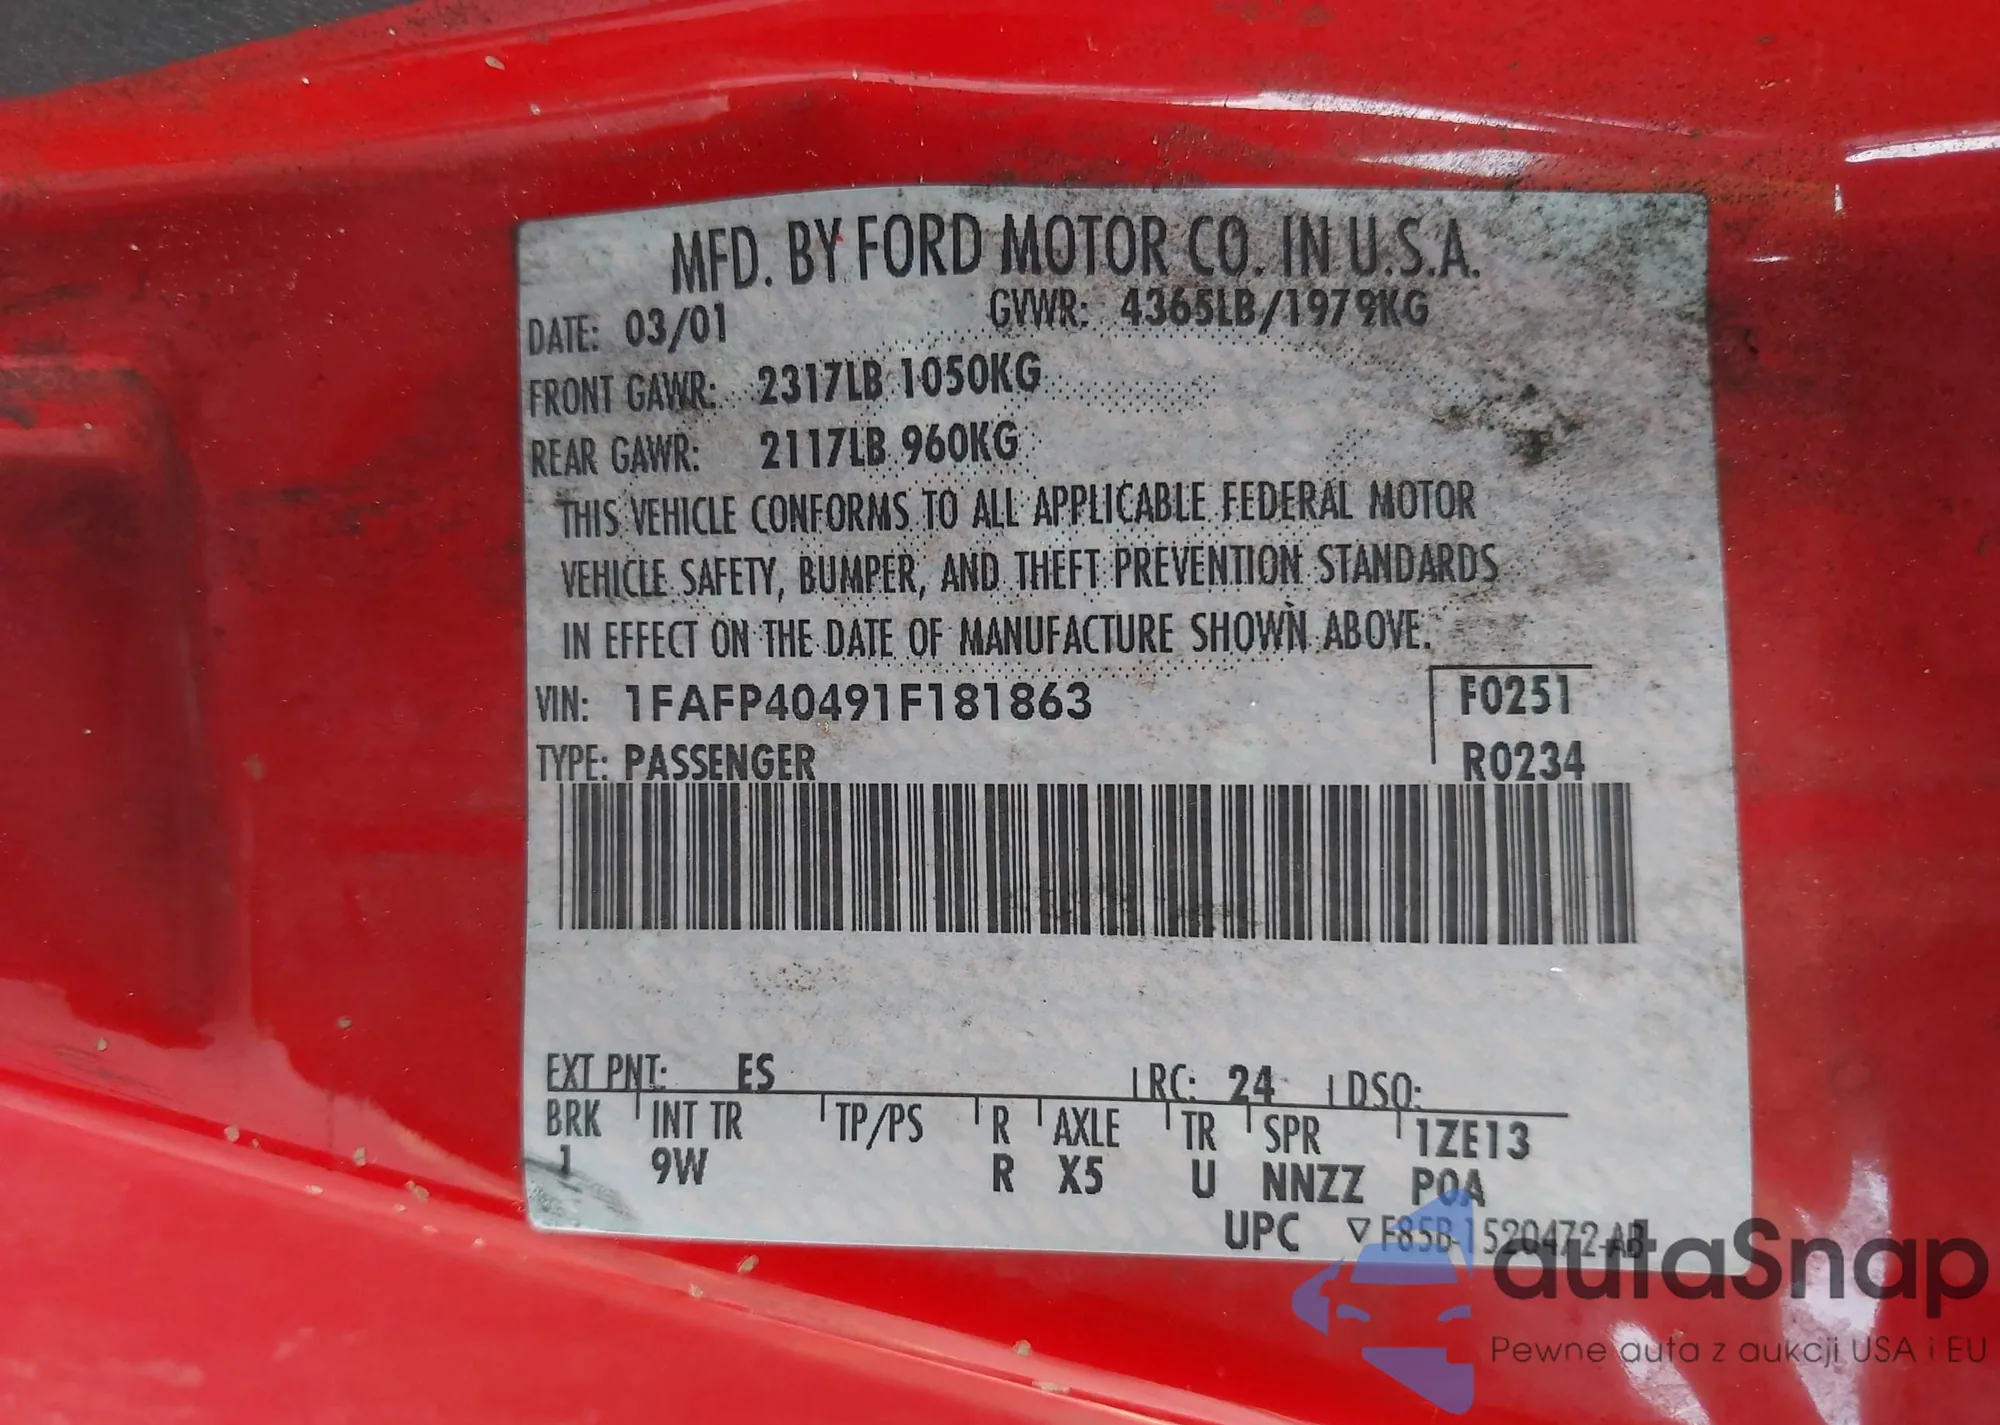 MFD. BY FORD MOTOR CO. IN U.S.A.
DATE: 03/01 GVWR: 4365LB/1979KG
FRONT GAWR: 2317LB 1050KG
REAR GAWR: 2117LB 960KG
THIS VEHICLE CONFORMS TO ALL APPLICABLE FEDERAL MOTOR
VEHICLE SAFETY, BUMPER, AND THEFT PREVENTION STANDARDS
IN EFFECT ON THE DATE OF MANUFACTURE SHOWN ABOVE.
VIN: 1FAFP40491F181863 F0251
TYPE: PASSENGER R0234
EXT PNT: ES RC: 24 DSO:
BRK INT TR TP/PS R AXLE TR SPR 1ZE13
1 9W R X5 U NNZZ P0A
UPC ▽ F85B-1520472-AB
autaSnap
Pewne auta z aukcji USA i EU